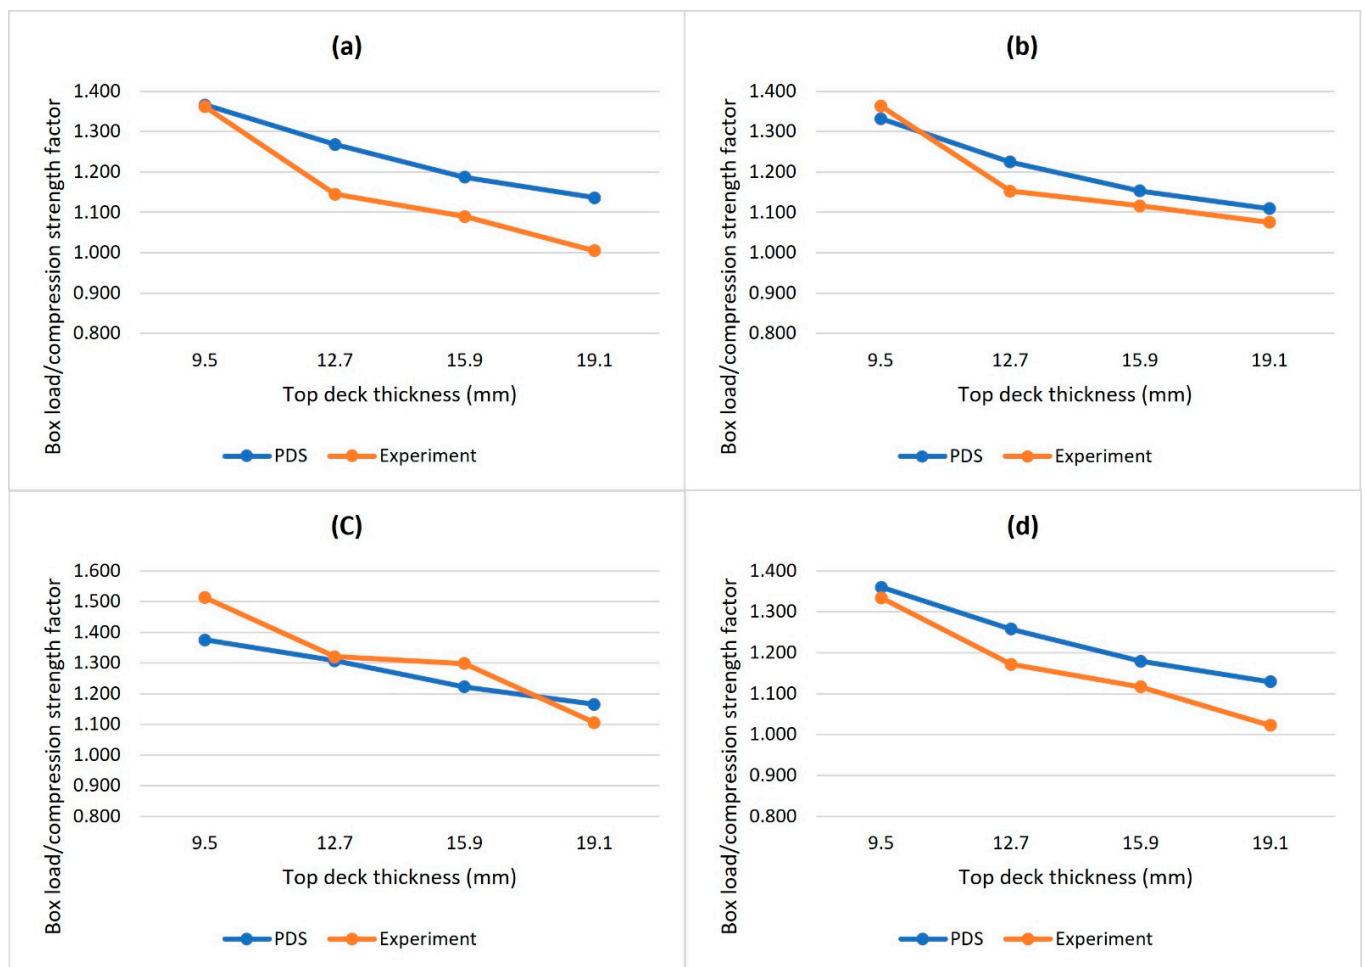 (a)
Box load/compression strength factor
1.400
1.300
1.200
1.100
1.000
0.900
0.800
9.5 12.7 15.9 19.1
Top deck thickness (mm)
PDS Experiment
(b)
Box load/compression strength factor
1.400
1.300
1.200
1.100
1.000
0.900
0.800
9.5 12.7 15.9 19.1
Top deck thickness (mm)
PDS Experiment
(C)
Box load/compression strength factor
1.600
1.500
1.400
1.300
1.200
1.100
1.000
0.900
0.800
9.5 12.7 15.9 19.1
Top deck thickness (mm)
PDS Experiment
(d)
Box load/compression strength factor
1.400
1.300
1.200
1.100
1.000
0.900
0.800
9.5 12.7 15.9 19.1
Top deck thickness (mm)
PDS Experiment